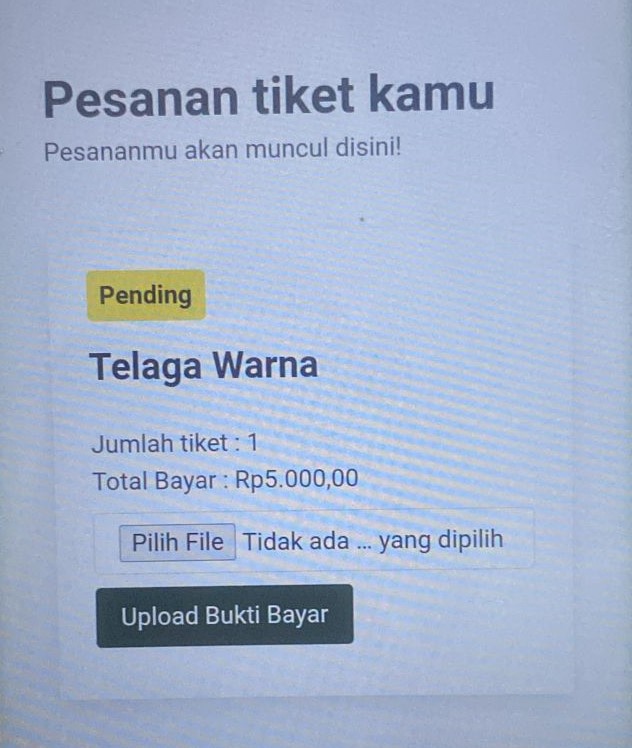 Pesanan tiket kamu
Pesananmu akan muncul disini!
Pending
Telaga Warna
Jumlah tiket : 1
Total Bayar : Rp5.000,00
Pilih File Tidak ada ... yang dipilih
Upload Bukti Bayar